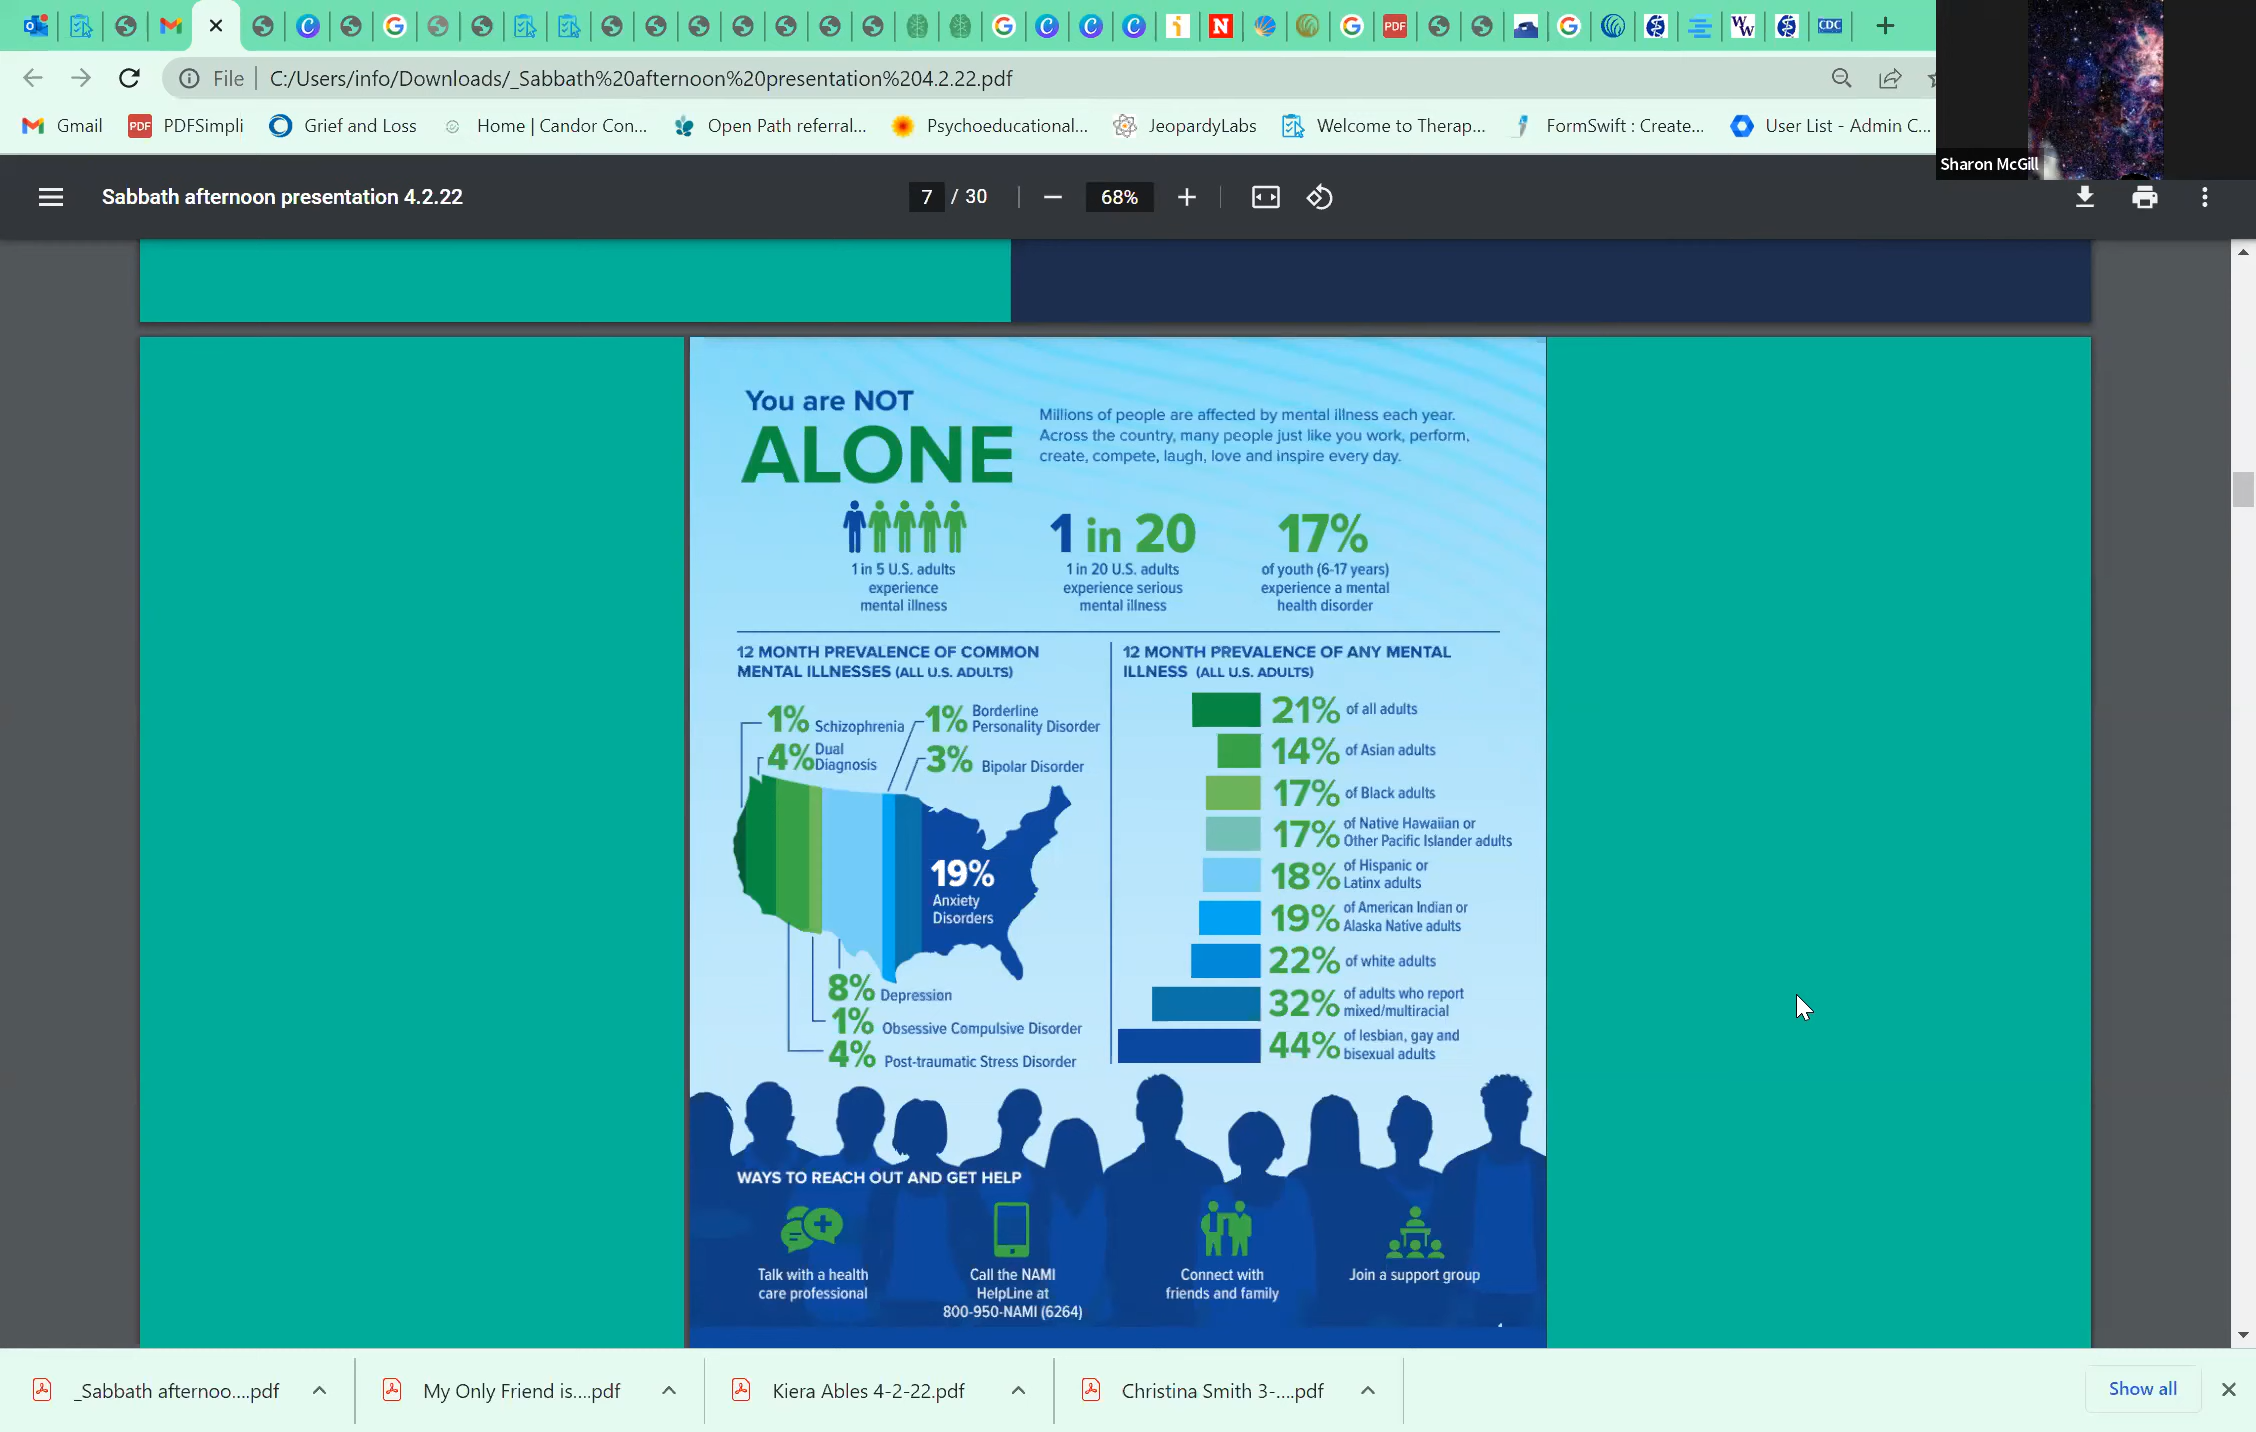 File
C:/Users/info/Downloads/_Sabbath%20afternoon%20presentation%204.2.22.pdf
Gmail
PDFSimpli
Grief and Loss
Home | Candor Con...
Open Path referral...
Psychoeducational...
JeopardyLabs
Welcome to Therap...
FormSwift : Create...
User List - Admin C...
Sharon McGill
Sabbath afternoon presentation 4.2.22
7 / 30
68%
You are NOT
ALONE
Millions of people are affected by mental illness each year.
Across the country, many people just like you work, perform,
create, compete, laugh, love and inspire every day.
1 in 5 U.S. adults
experience
mental illness
1 in 20
1 in 20 U.S. adults
experience serious
mental illness
17%
of youth (6-17 years)
experience a mental
health disorder
12 MONTH PREVALENCE OF COMMON
MENTAL ILLNESSES (ALL U.S. ADULTS)
1% Schizophrenia
1% Borderline
Personality Disorder
4% Dual
Diagnosis
3% Bipolar Disorder
19%
Anxiety
Disorders
8% Depression
1% Obsessive Compulsive Disorder
4% Post-traumatic Stress Disorder
12 MONTH PREVALENCE OF ANY MENTAL
ILLNESS (ALL U.S. ADULTS)
21% of all adults
14% of Asian adults
17% of Black adults
17% of Native Hawaiian or
Other Pacific Islander adults
18% of Hispanic or
Latinx adults
19% of American Indian or
Alaska Native adults
22% of white adults
32% of adults who report
mixed/multiracial
44% of lesbian, gay and
bisexual adults
WAYS TO REACH OUT AND GET HELP
Talk with a health
care professional
Call the NAMI
HelpLine at
800-950-NAMI (6264)
Connect with
friends and family
Join a support group
_Sabbath afternoo....pdf
My Only Friend is....pdf
Kiera Ables 4-2-22.pdf
Christina Smith 3-....pdf
Show all